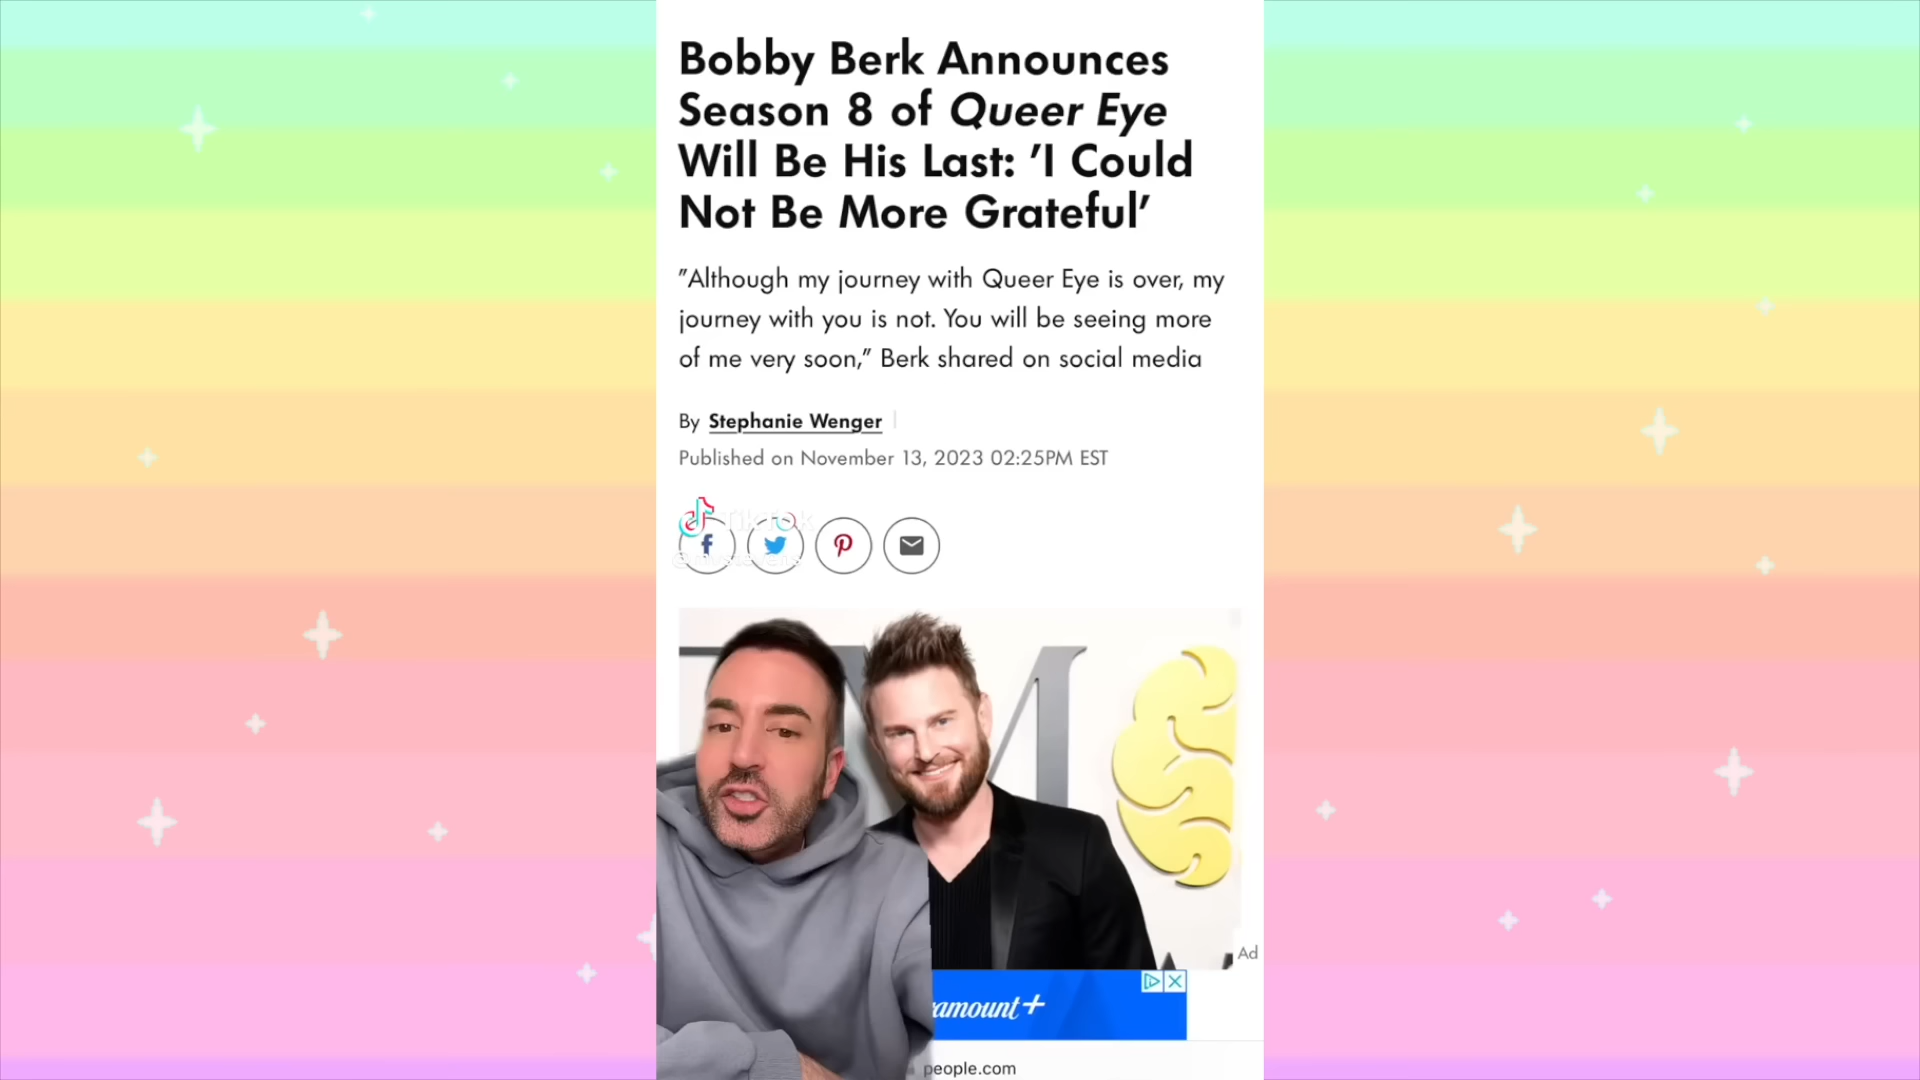 Bobby Berk Announces
Season 8 of Queer Eye
Will Be His Last: ’I Could
Not Be More Grateful’
”Although my journey with Queer Eye is over, my
journey with you is not. You will be seeing more
of me very soon,” Berk shared on social media
By Stephanie Wenger
Published on November 13, 2023 02:25PM EST
TikTok
Ad
amount+
people.com